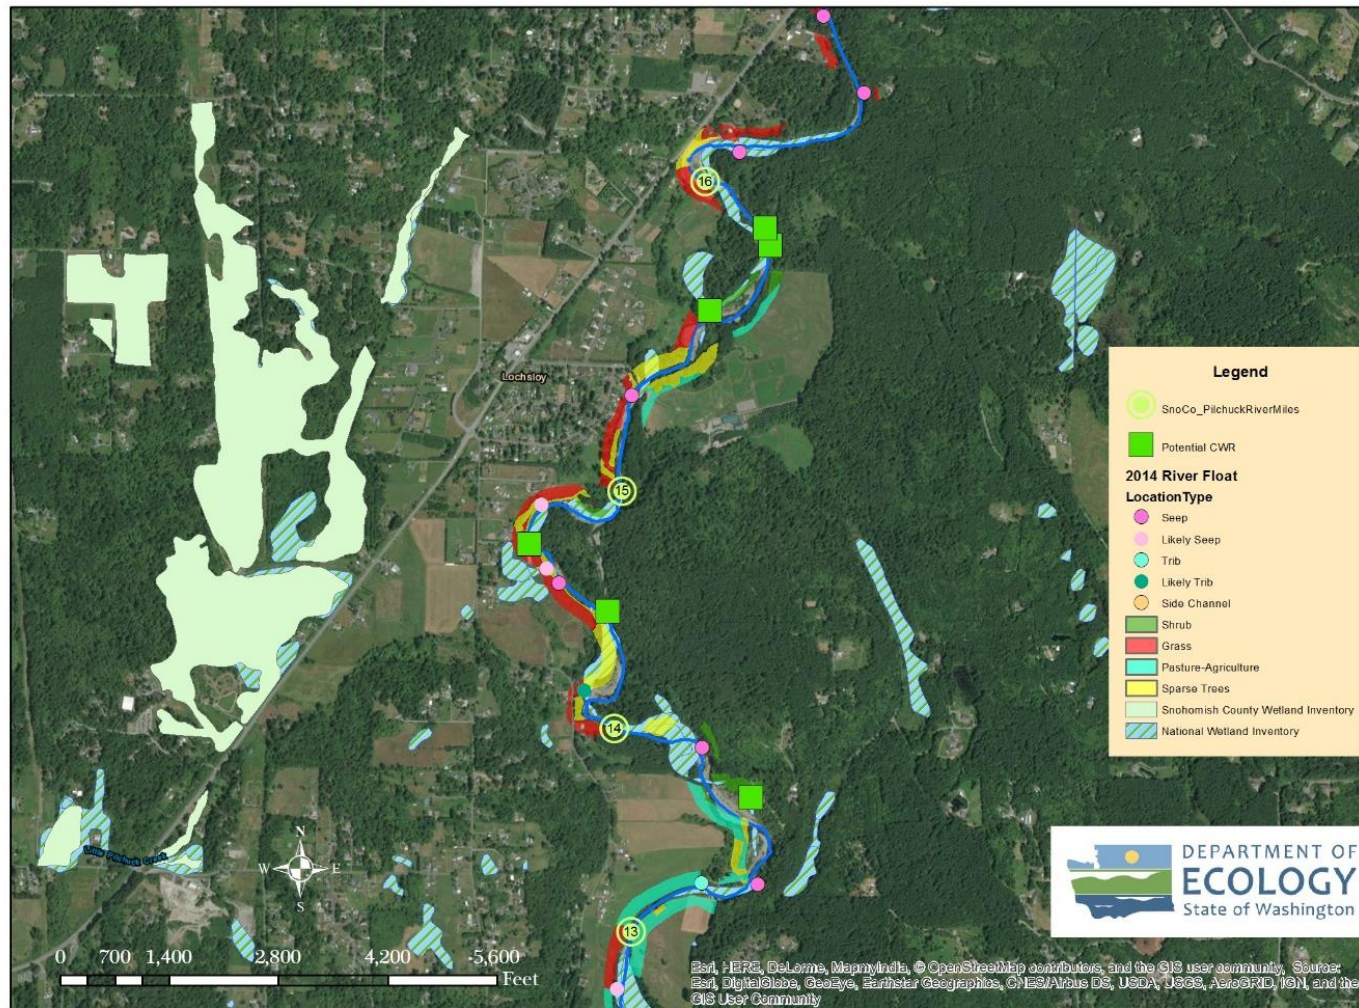 16
Lochsloy
15
14
13
Little Pilchuck Creek
N
W
E
S
0 700 1,400 2,800 4,200 5,600
Feet
Legend
SnoCo_PilchuckRiverMiles
Potential CWR
2014 River Float
LocationType
Seep
Likely Seep
Trib
Likely Trib
Side Channel
Shrub
Grass
Pasture-Agriculture
Sparse Trees
Snohomish County Wetland Inventory
National Wetland Inventory
DEPARTMENT OF
ECOLOGY
State of Washington
Esri, HERE, DeLorme, MapmyIndia, © OpenStreetMap contributors, and the GIS user community, Source:
Esri, DigitalGlobe, GeoEye, Earthstar Geographics, CNES/Airbus DS, USDA, USGS, AeroGRID, IGN, and the
GIS User Community